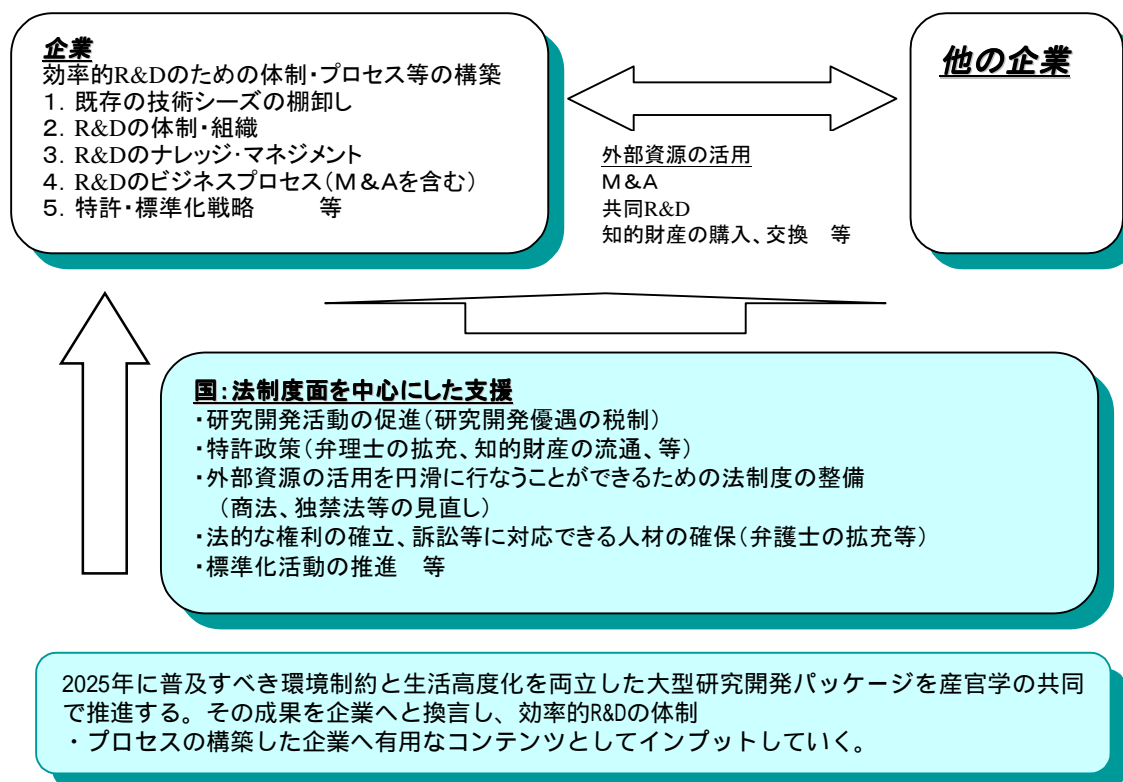 企業
効率的R&Dのための体制・プロセス等の構築
1. 既存の技術シーズの棚卸し
2. R&Dの体制・組織
3. R&Dのナレッジ・マネジメント
4. R&Dのビジネスプロセス(M&Aを含む)
5. 特許・標準化戦略　　等
他の企業
外部資源の活用
M&A
共同R&D
知的財産の購入、交換　等
国:法制度面を中心にした支援
・研究開発活動の促進(研究開発優遇の税制)
・特許政策(弁理士の拡充、知的財産の流通、等)
・外部資源の活用を円滑に行なうことができるための法制度の整備
(商法、独禁法等の見直し)
・法的な権利の確立、訴訟等に対応できる人材の確保(弁護士の拡充等)
・標準化活動の推進　等
2025年に普及すべき環境制約と生活高度化を両立した大型研究開発パッケージを産官学の共同
で推進する。その成果を企業へと換言し、効率的R&Dの体制
・プロセスの構築した企業へ有用なコンテンツとしてインプットしていく。